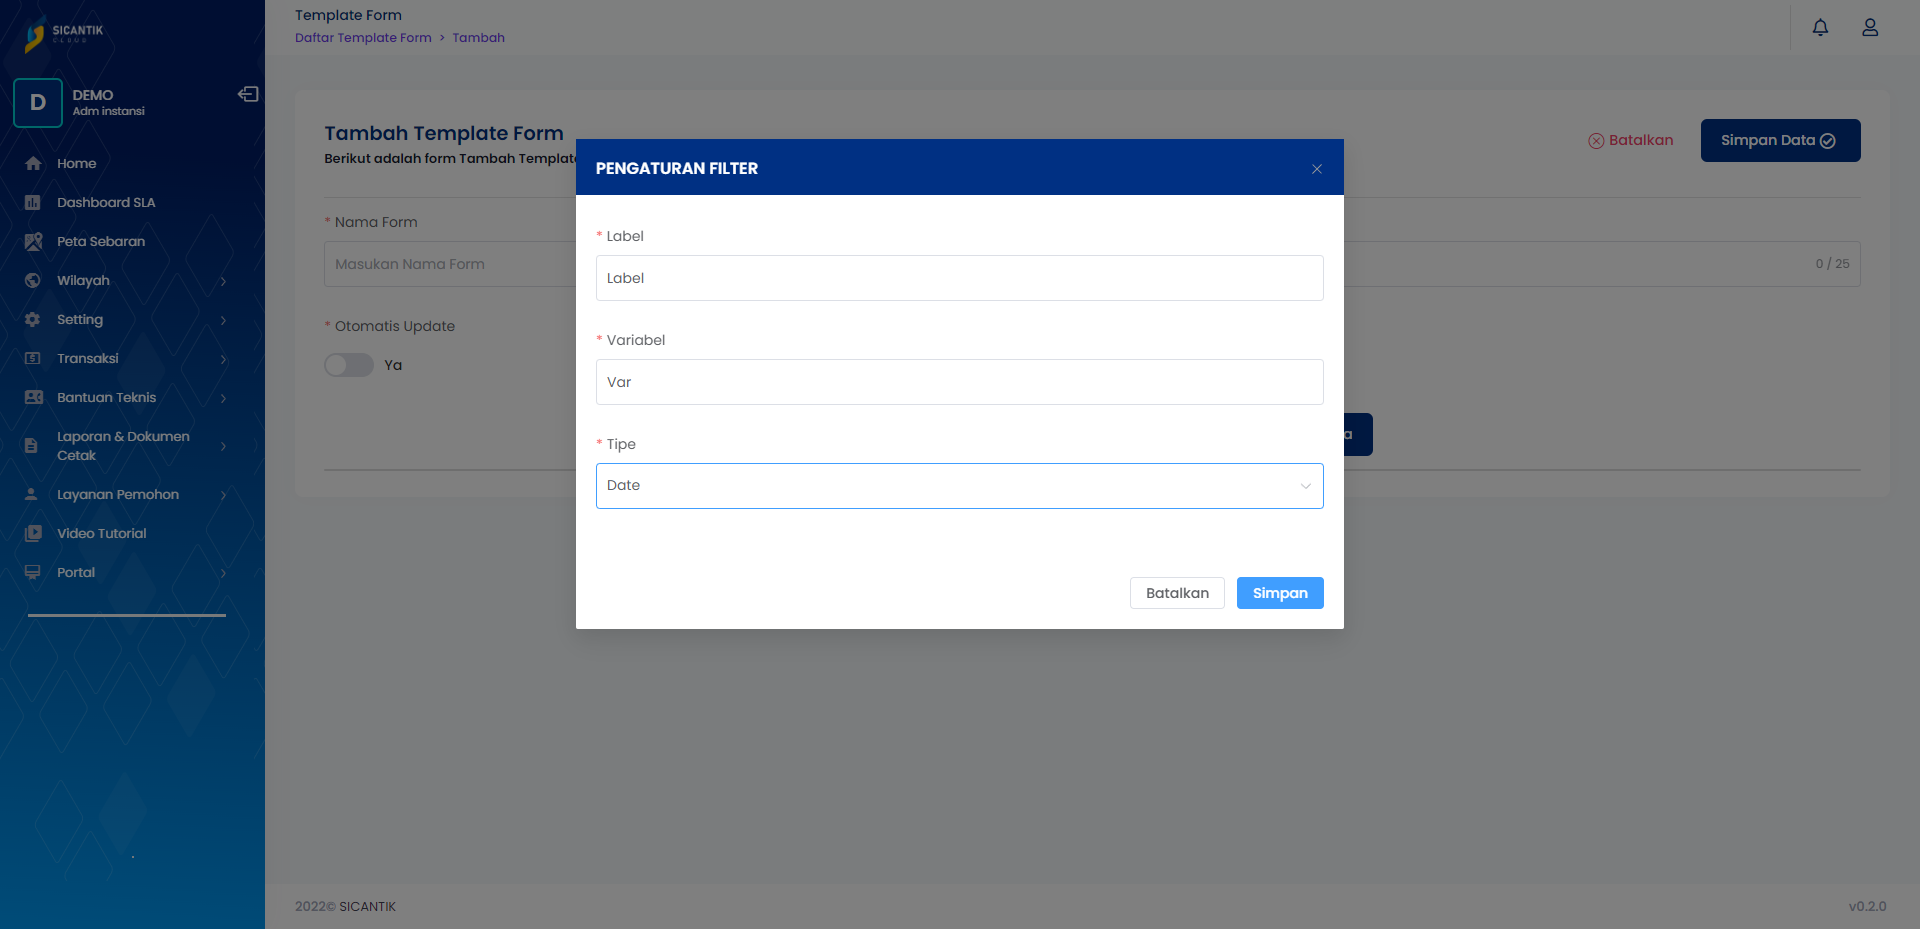 SICANTIK
CLOUD
D
DEMO
Adm instansi
Home
Dashboard SLA
Peta Sebaran
Wilayah
Setting
Transaksi
Bantuan Teknis
Laporan & Dokumen
Cetak
Layanan Pemohon
Video Tutorial
Portal
Template Form
Daftar Template Form > Tambah
Tambah Template Form
Berikut adalah form Tambah Template
Batalkan
Simpan Data
* Nama Form
Masukan Nama Form
0 / 25
* Otomatis Update
Ya
a
PENGATURAN FILTER
* Label
Label
* Variabel
Var
* Tipe
Date
Batalkan
Simpan
2022© SICANTIK
v0.2.0